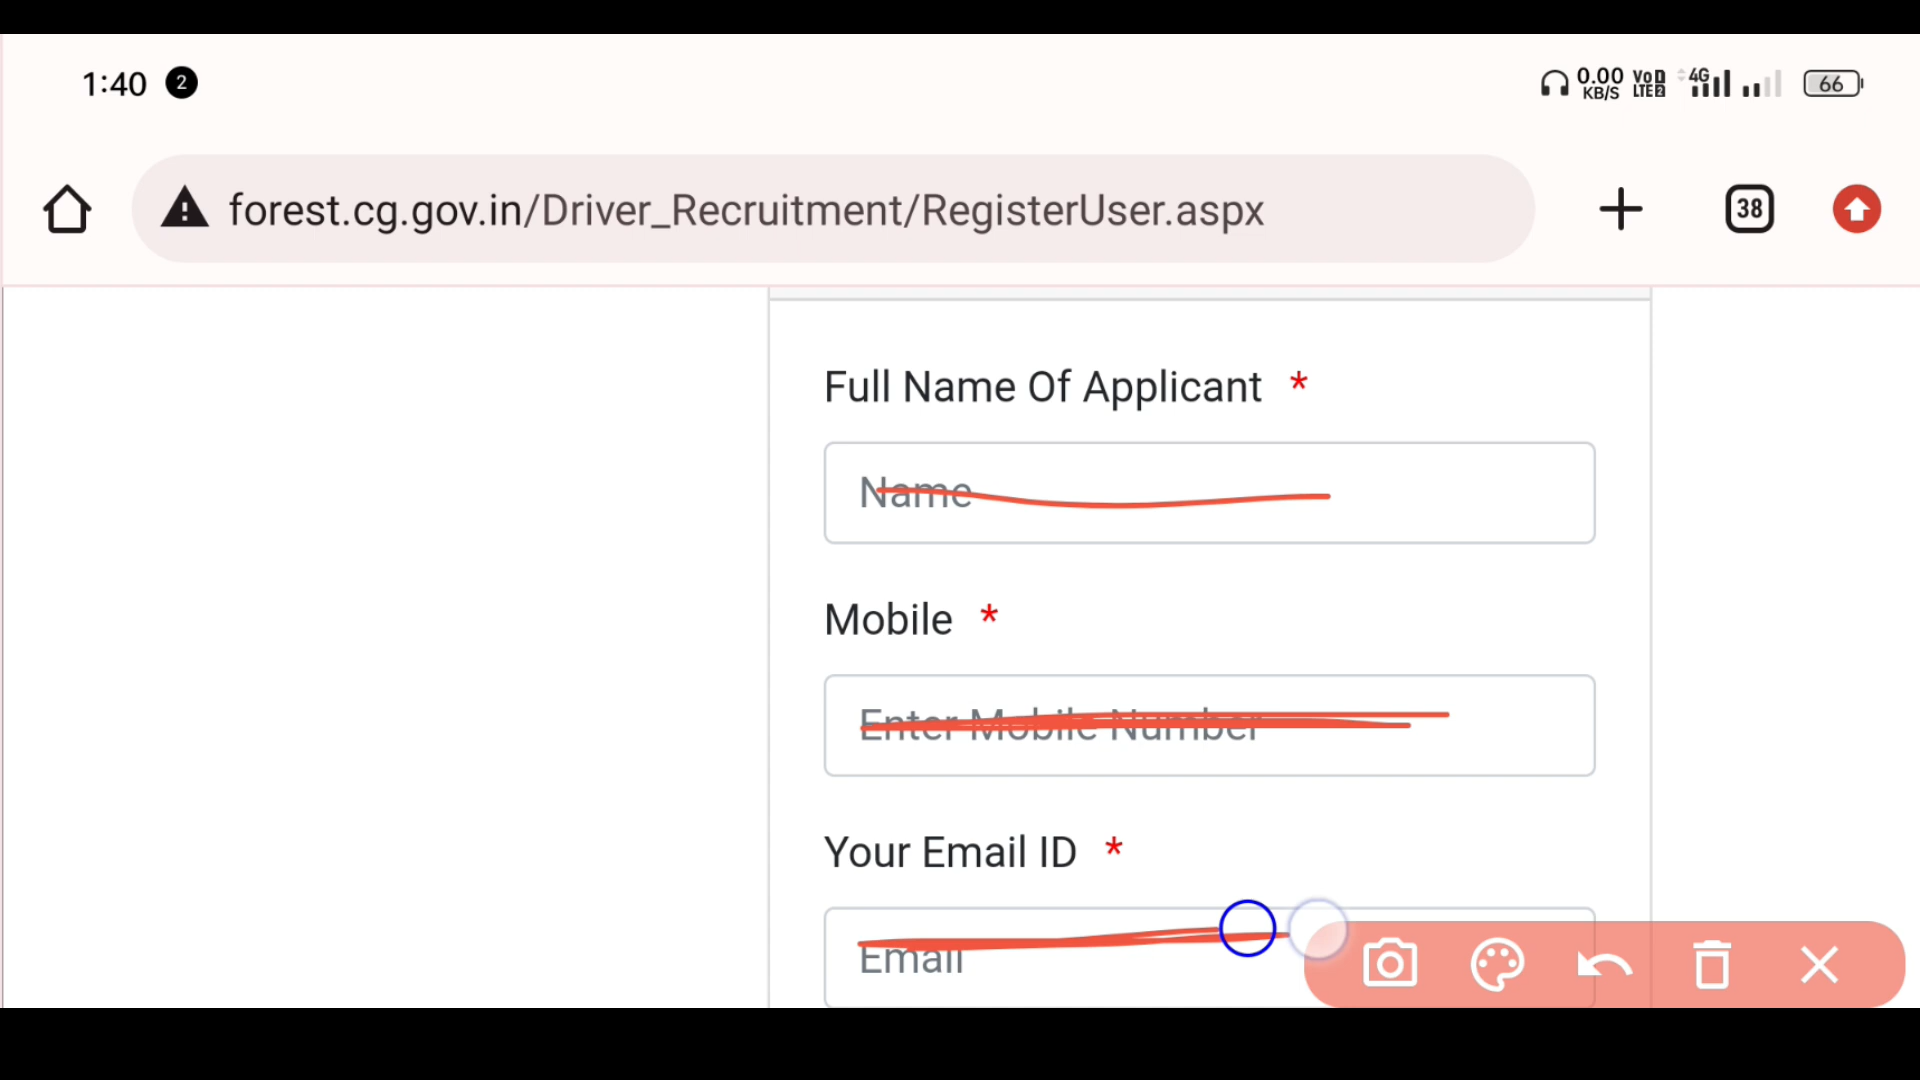 1:40 2 0.00 KB/S VoD LTE2 4G 66
forest.cg.gov.in/Driver_Recruitment/RegisterUser.aspx 38
Full Name Of Applicant *
Name
Mobile *
Enter Mobile Number
Your Email ID *
Email